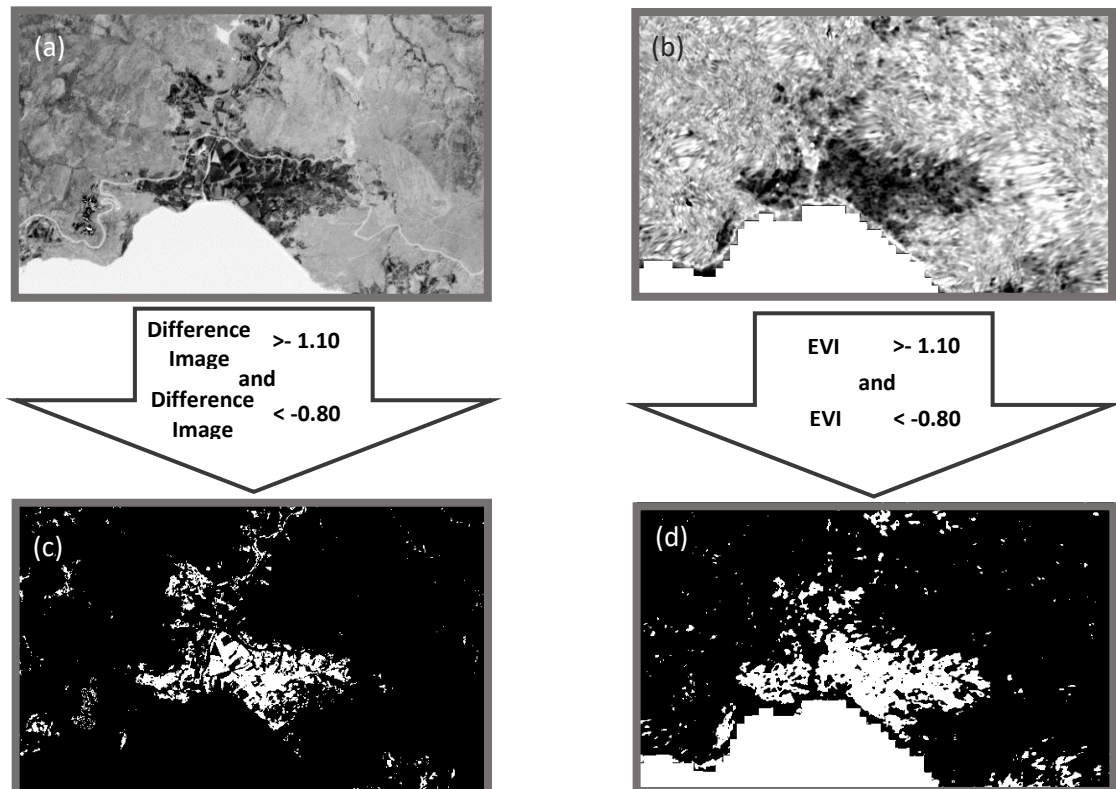 (a)
(b)
Difference Image >- 1.10
and
Difference Image < -0.80
EVI >- 1.10
and
EVI < -0.80
(c)
(d)